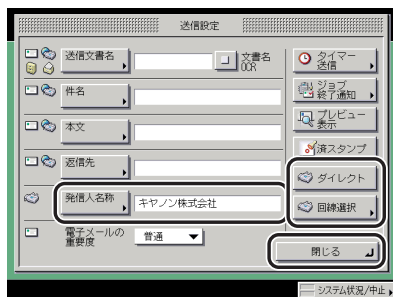 送信設定
送信文書名
文書名
OCR
タイマー
送信
件名
ジョブ
終了通知
本文
プレビュー
表示
済スタンプ
返信先
ダイレクト
発信人名称
キヤノン株式会社
回線選択
電子メールの
重要度
普通
閉じる
システム状況/中止